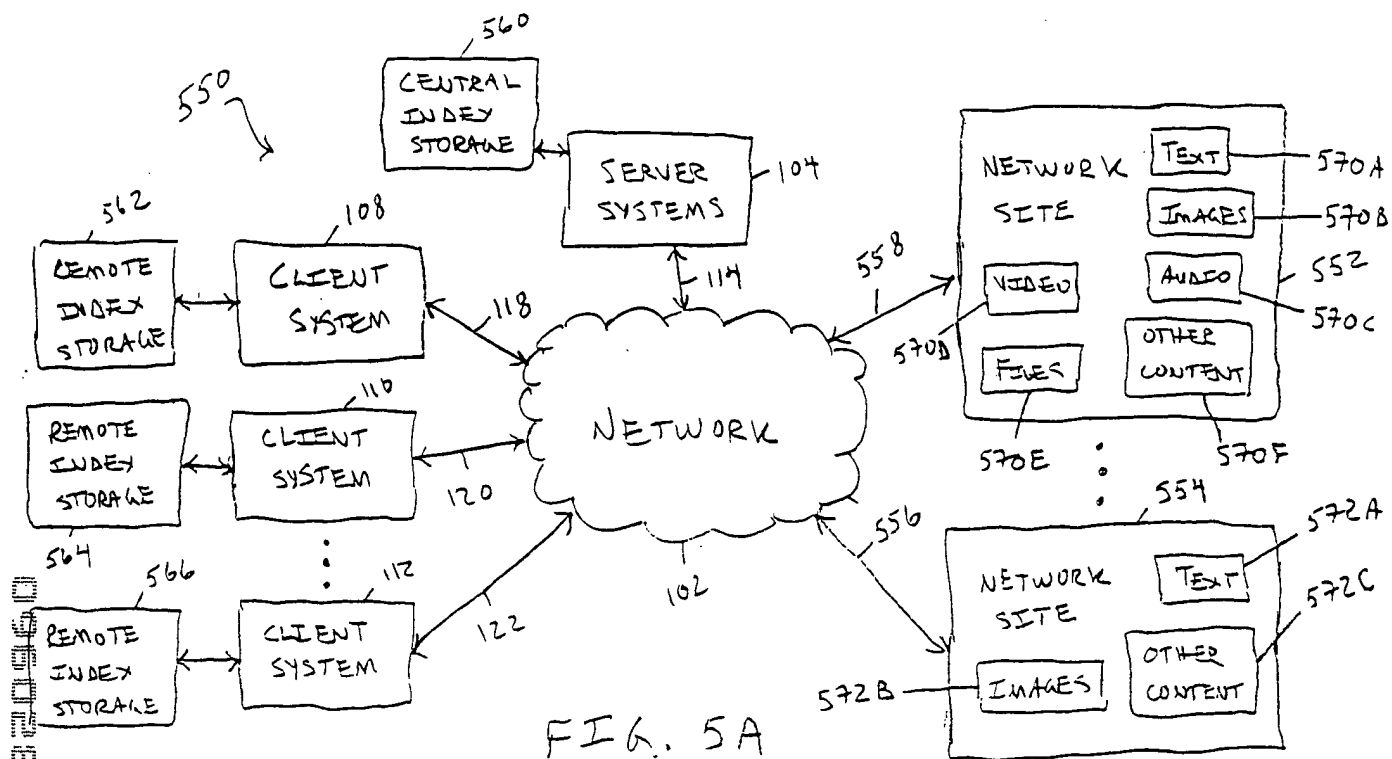 560
550
CENTRAL
INDEX
STORAGE
SERVER
SYSTEMS
104
114
562
REMOTE
INDEX
STORAGE
108
CLIENT
SYSTEM
118
110
REMOTE
INDEX
STORAGE
564
CLIENT
SYSTEM
120
566
REMOTE
INDEX
STORAGE
112
CLIENT
SYSTEM
122
NETWORK
102
558
556
NETWORK
SITE
TEXT
570A
IMAGES
570B
552
VIDEO
570D
AUDIO
570C
FILES
570E
OTHER
CONTENT
570F
554
NETWORK
SITE
TEXT
572A
572C
572B
IMAGES
OTHER
CONTENT
FIG. 5A